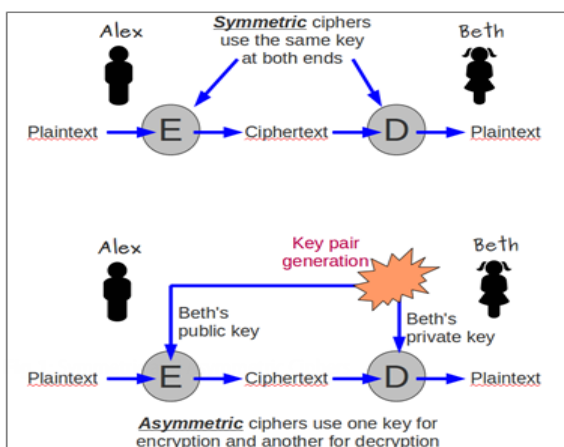 Alex
Symmetric ciphers
use the same key
at both ends
Beth
Plaintext
E
Ciphertext
D
Plaintext
Alex
Key pair
generation
Beth
Beth's
public key
Beth's
private key
Plaintext
E
Ciphertext
D
Plaintext
Asymmetric ciphers use one key for
encryption and another for decryption